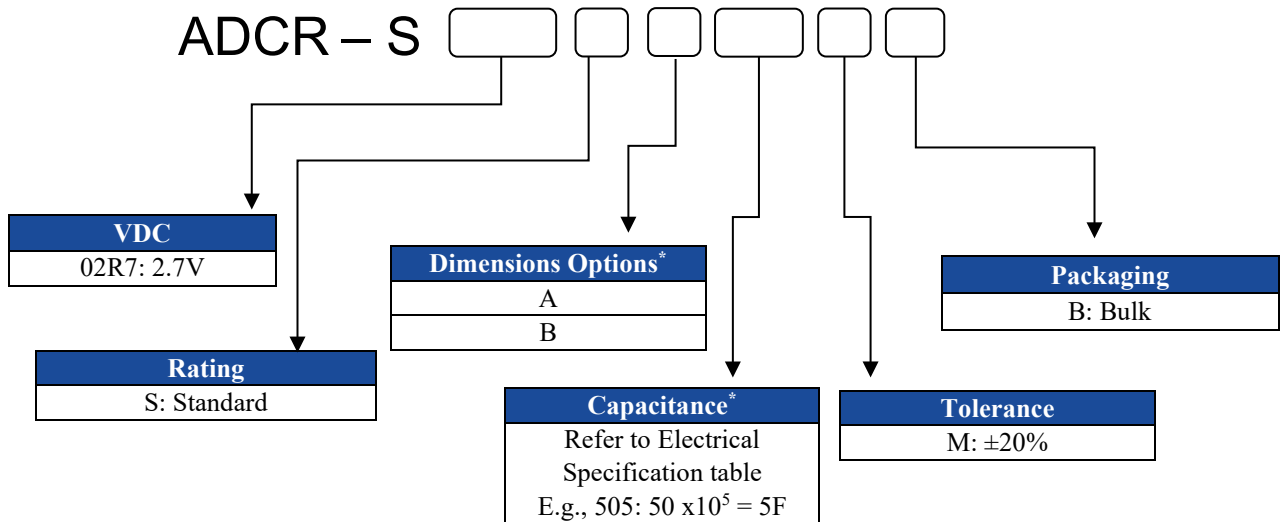 ADCR – S
VDC
02R7: 2.7V
Rating
S: Standard
Dimensions Options*
A
B
Capacitance*
Refer to Electrical
Specification table
E.g., 505: 50 x10⁵ = 5F
Tolerance
M: ±20%
Packaging
B: Bulk